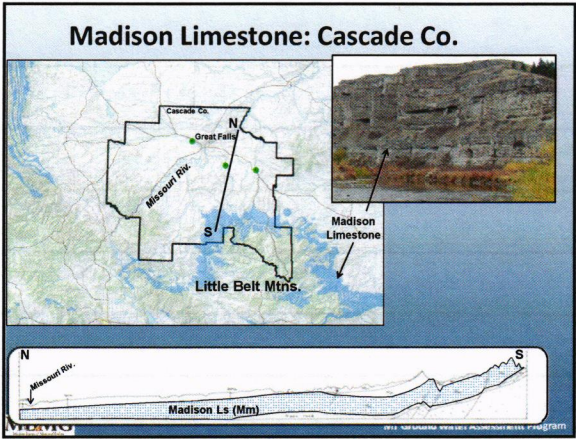 Madison Limestone: Cascade Co.
Cascade Co.
N
Great Falls
Missouri Riv.
S
Madison
Limestone
Little Belt Mtns.
N
S
Missouri Riv.
Madison Ls (Mm)
MBMG
MT Ground Water Assessment Program